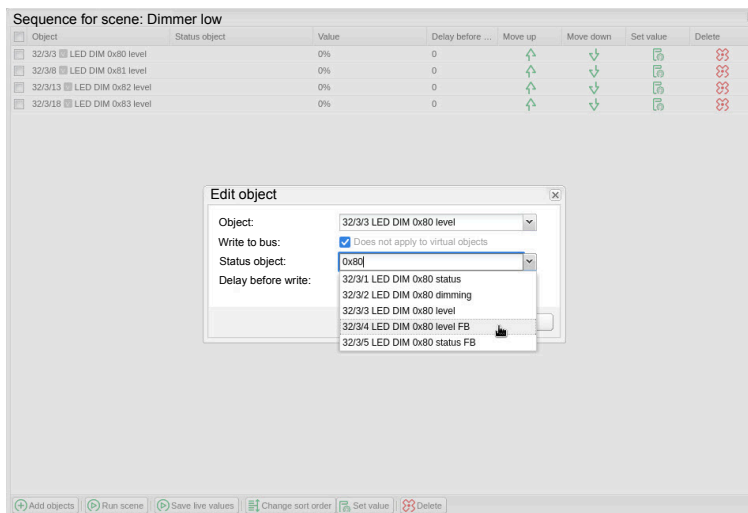 Sequence for scene: Dimmer low
Object Status object Value Delay before ... Move up Move down Set value Delete
32/3/3 LED DIM 0x80 level 0% 0
32/3/8 LED DIM 0x81 level 0% 0
32/3/13 LED DIM 0x82 level 0% 0
32/3/18 LED DIM 0x83 level 0% 0
Edit object
Object: 32/3/3 LED DIM 0x80 level
Write to bus: Does not apply to virtual objects
Status object: 0x80
Delay before write:
32/3/1 LED DIM 0x80 status
32/3/2 LED DIM 0x80 dimming
32/3/3 LED DIM 0x80 level
32/3/4 LED DIM 0x80 level FB
32/3/5 LED DIM 0x80 status FB
Add objects Run scene Save live values Change sort order Set value Delete